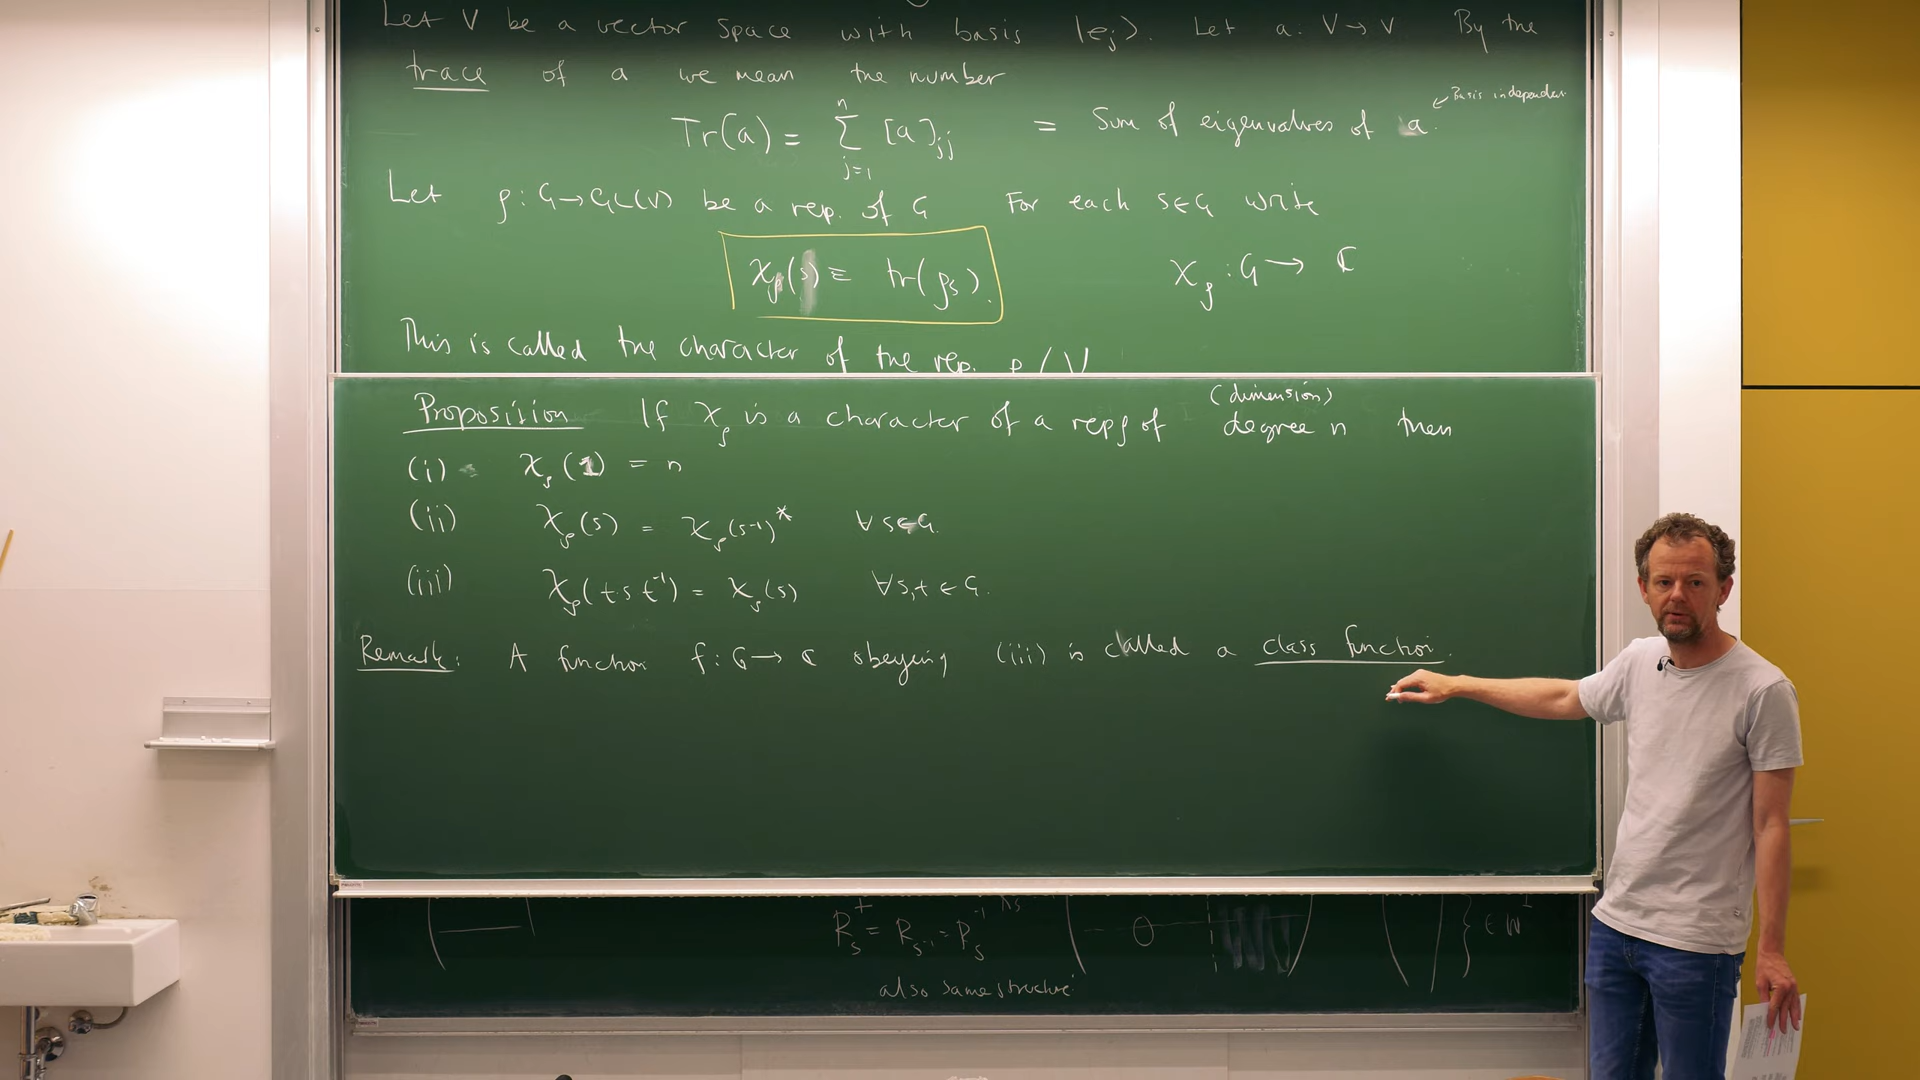 Let V be a vector space with basis |eⱼ⟩. Let a: V→V By the
trace of a we mean the number
Tr(a) = Σ_{j=1}^{n} [a]_{jj} = Sum of eigenvalues of a. ← Basis independent
Let ρ: G→GL(V) be a rep. of G For each s∈G write
χ_ρ(s) ≡ tr(ρ_s). χ_ρ : G → ℂ
This is called the character of the rep. ρ / V
(dimension)
Proposition If χ_ρ is a character of a rep ρ of degree n then
(i) χ_ρ(1) = n
(ii) χ_ρ(s) = χ_ρ(s⁻¹)* ∀ s∈G.
(iii) χ_ρ(t s t⁻¹) = χ_ρ(s) ∀ s,t ∈ G.
Remark: A function f: G → ℂ obeying (iii) is called a class function.
R_s^† = R_{s⁻¹} = ρ_s^{-1} 0 } ∈ W^⊥
also same structure